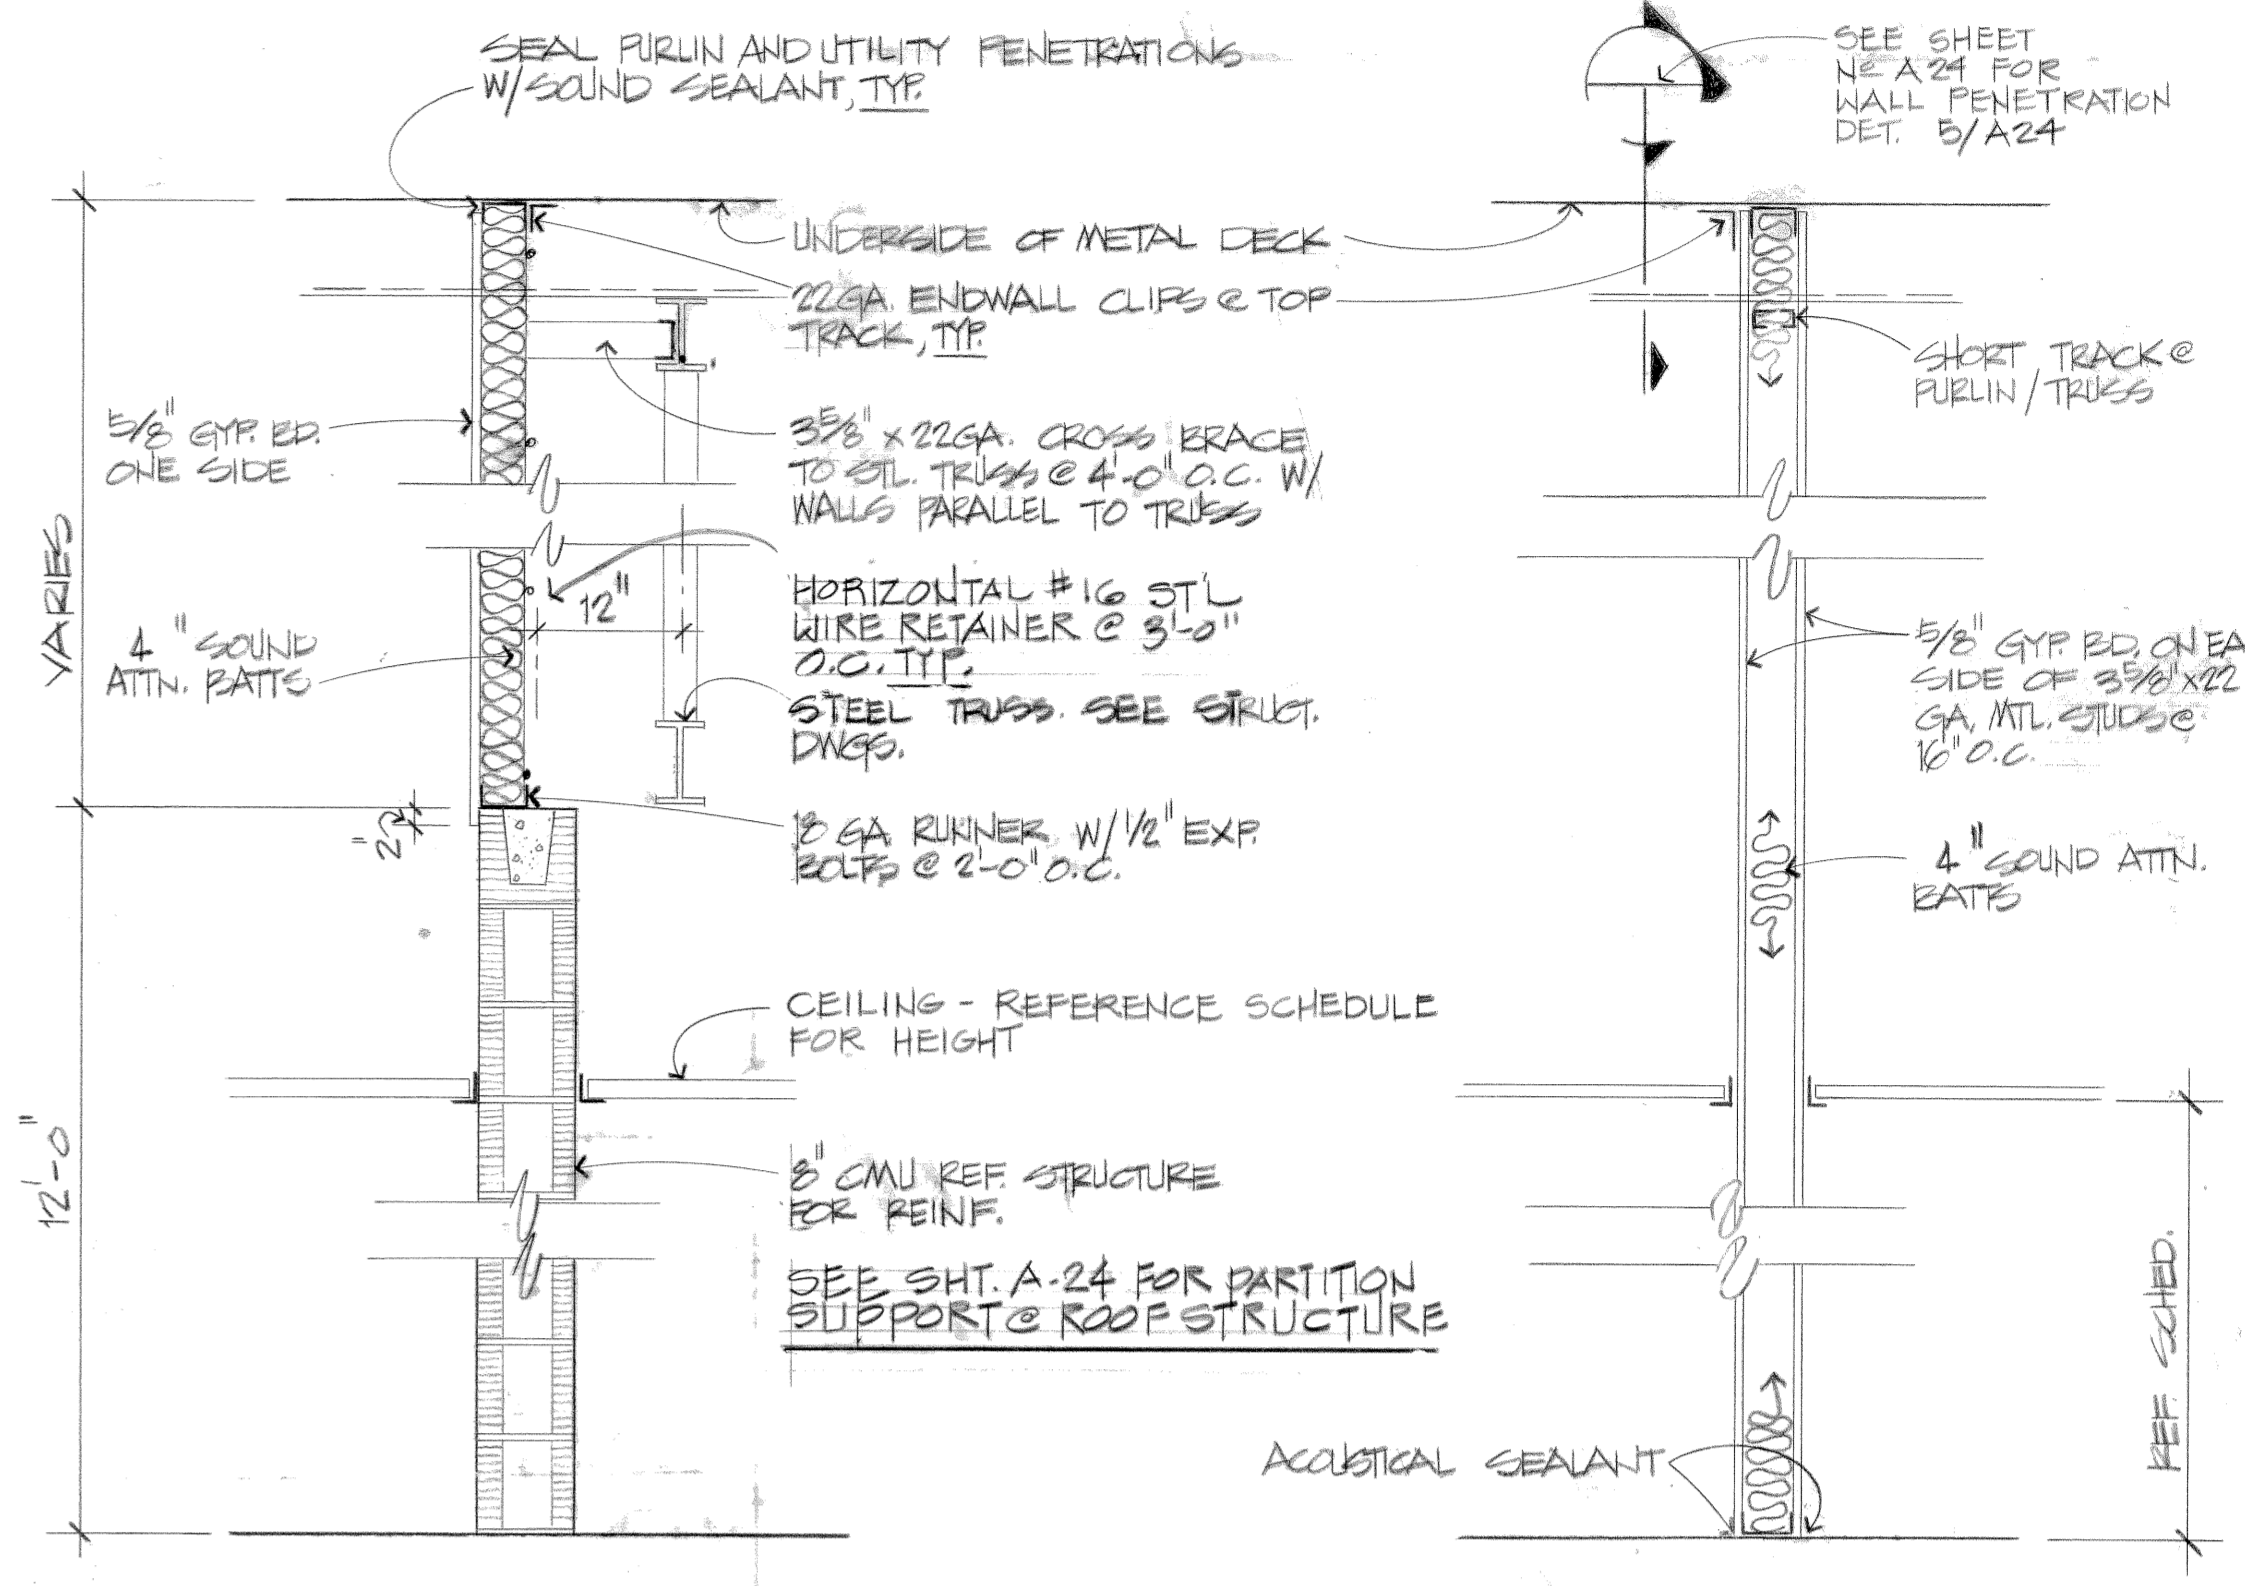 SEAL PURLIN AND UTILITY PENETRATIONS
W/SOUND SEALANT, TYP.
SEE SHEET
Nº A 24 FOR
WALL PENETRATION
DET. 5/A24
UNDERSIDE OF METAL DECK
22GA. ENDWALL CLIPS @ TOP
TRACK, TYP.
SHORT TRACK @
PURLIN/TRUSS
5/8" GYP. BD.
ONE SIDE
3 5/8" x 22GA. CROSS BRACE
TO STL. TRUSS @ 4'-0" O.C. W/
WALLS PARALLEL TO TRUSS
VARIES
12"
HORIZONTAL #16 ST'L
WIRE RETAINER @ 3'-0"
O.C. TYP.
4" SOUND
ATTN. BATTS
STEEL TRUSS. SEE STRUCT.
DWGS.
5/8" GYP. BD. ON EA
SIDE OF 3 5/8" x 22
GA. MTL. STUDS @
16" O.C.
2"
18 GA. RUNNER W/ 1/2" EXP.
BOLTS @ 2'-0" O.C.
4" SOUND ATTN.
BATTS
CEILING - REFERENCE SCHEDULE
FOR HEIGHT
12'-0"
8" CMU REF. STRUCTURE
FOR REINF.
SEE SHT. A-24 FOR PARTITION
SUPPORT @ ROOF STRUCTURE
REF. SCHED.
ACOUSTICAL SEALANT